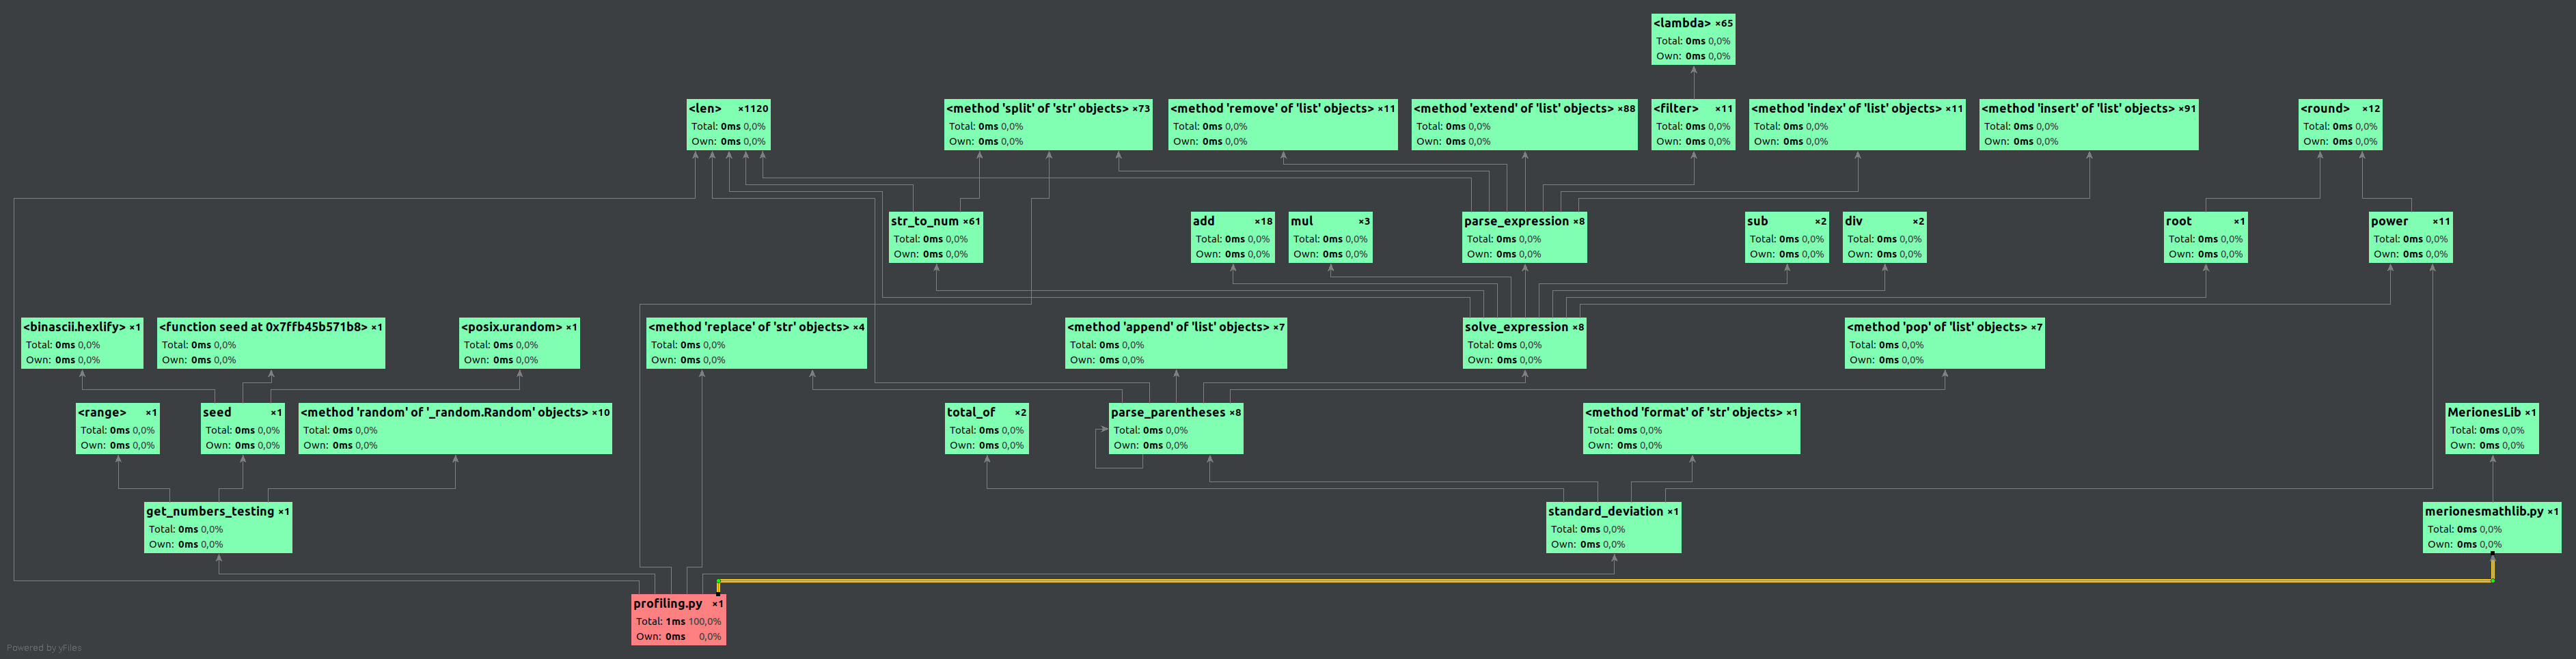 <lambda> ×65
Total: 0ms 0,0%
Own: 0ms 0,0%
<len> ×1120
Total: 0ms 0,0%
Own: 0ms 0,0%
<method 'split' of 'str' objects> ×73
Total: 0ms 0,0%
Own: 0ms 0,0%
<method 'remove' of 'list' objects> ×11
Total: 0ms 0,0%
Own: 0ms 0,0%
<method 'extend' of 'list' objects> ×88
Total: 0ms 0,0%
Own: 0ms 0,0%
<filter> ×11
Total: 0ms 0,0%
Own: 0ms 0,0%
<method 'index' of 'list' objects> ×11
Total: 0ms 0,0%
Own: 0ms 0,0%
<method 'insert' of 'list' objects> ×91
Total: 0ms 0,0%
Own: 0ms 0,0%
<round> ×12
Total: 0ms 0,0%
Own: 0ms 0,0%
str_to_num ×61
Total: 0ms 0,0%
Own: 0ms 0,0%
add ×18
Total: 0ms 0,0%
Own: 0ms 0,0%
mul ×3
Total: 0ms 0,0%
Own: 0ms 0,0%
parse_expression ×8
Total: 0ms 0,0%
Own: 0ms 0,0%
sub ×2
Total: 0ms 0,0%
Own: 0ms 0,0%
div ×2
Total: 0ms 0,0%
Own: 0ms 0,0%
root ×1
Total: 0ms 0,0%
Own: 0ms 0,0%
power ×11
Total: 0ms 0,0%
Own: 0ms 0,0%
<binascii.hexlify> ×1
Total: 0ms 0,0%
Own: 0ms 0,0%
<function seed at 0x7ffb45b571b8> ×1
Total: 0ms 0,0%
Own: 0ms 0,0%
<posix.urandom> ×1
Total: 0ms 0,0%
Own: 0ms 0,0%
<method 'replace' of 'str' objects> ×4
Total: 0ms 0,0%
Own: 0ms 0,0%
<method 'append' of 'list' objects> ×7
Total: 0ms 0,0%
Own: 0ms 0,0%
solve_expression ×8
Total: 0ms 0,0%
Own: 0ms 0,0%
<method 'pop' of 'list' objects> ×7
Total: 0ms 0,0%
Own: 0ms 0,0%
<range> ×1
Total: 0ms 0,0%
Own: 0ms 0,0%
seed ×1
Total: 0ms 0,0%
Own: 0ms 0,0%
<method 'random' of '_random.Random' objects> ×10
Total: 0ms 0,0%
Own: 0ms 0,0%
total_of ×2
Total: 0ms 0,0%
Own: 0ms 0,0%
parse_parentheses ×8
Total: 0ms 0,0%
Own: 0ms 0,0%
<method 'format' of 'str' objects> ×1
Total: 0ms 0,0%
Own: 0ms 0,0%
MerionesLib ×1
Total: 0ms 0,0%
Own: 0ms 0,0%
get_numbers_testing ×1
Total: 0ms 0,0%
Own: 0ms 0,0%
standard_deviation ×1
Total: 0ms 0,0%
Own: 0ms 0,0%
merionesmathlib.py ×1
Total: 0ms 0,0%
Own: 0ms 0,0%
profiling.py ×1
Total: 1ms 100,0%
Own: 0ms 0,0%
Powered by yFiles